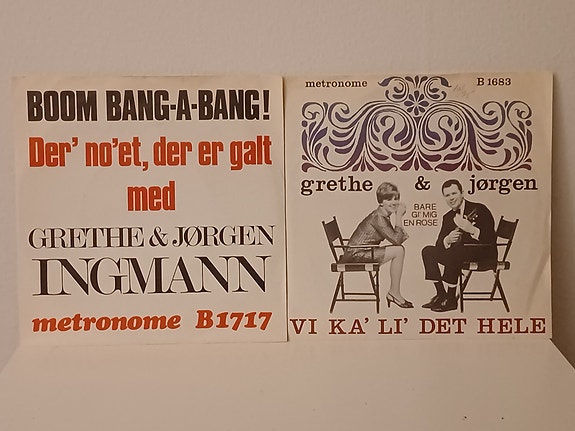 BOOM BANG-A-BANG!
Der' no'et, der er galt
med
GRETHE & JØRGEN
INGMANN
metronome B1717
metronome B 1683
grethe & jørgen
BARE
GI' MIG
EN ROSE
VI KA' LI' DET HELE